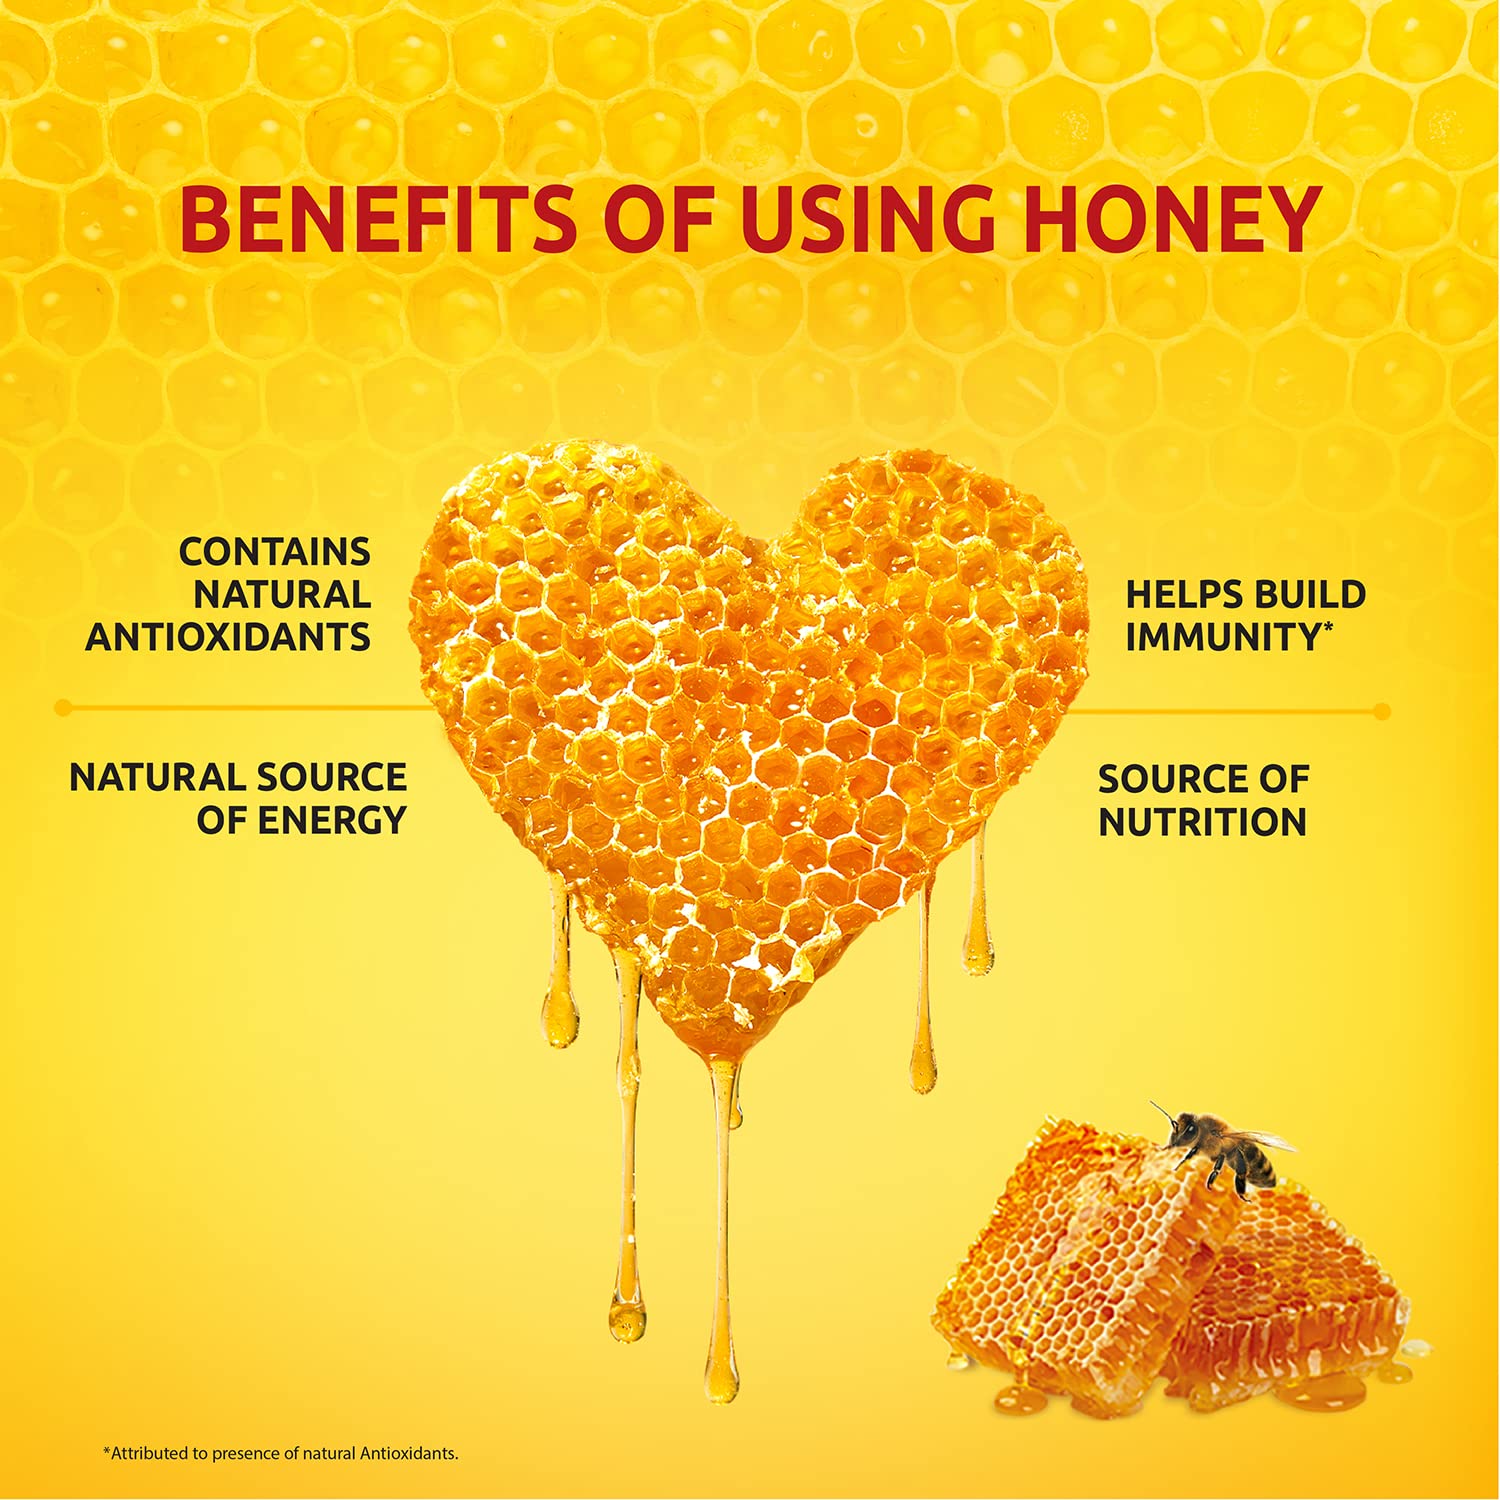 BENEFITS OF USING HONEY
CONTAINS
NATURAL
ANTIOXIDANTS
NATURAL SOURCE
OF ENERGY
HELPS BUILD
IMMUNITY*
SOURCE OF
NUTRITION
*Attributed to presence of natural Antioxidants.